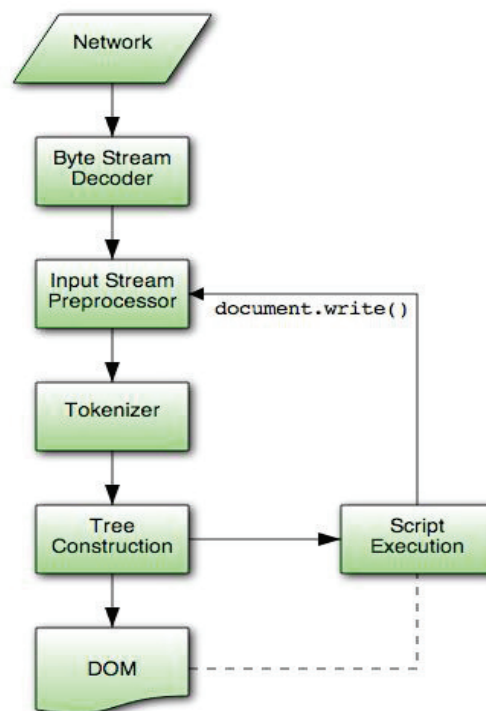 Network
Byte Stream
Decoder
Input Stream
Preprocessor
document.write()
Tokenizer
Tree
Construction
Script
Execution
DOM